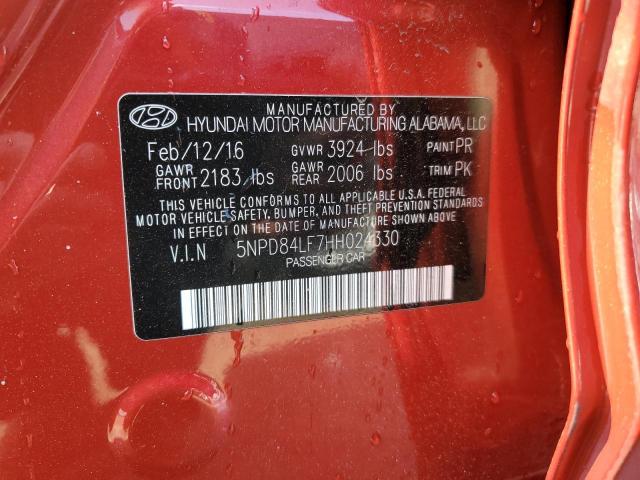 MANUFACTURED BY
HYUNDAI MOTOR MANUFACTURING ALABAMA, LLC
Feb/12/16 GVWR 3924 lbs PAINT PR
GAWR FRONT 2183 lbs GAWR REAR 2006 lbs TRIM PK
THIS VEHICLE CONFORMS TO ALL APPLICABLE U.S.A. FEDERAL
MOTOR VEHICLE SAFETY, BUMPER, AND THEFT PREVENTION STANDARDS
IN EFFECT ON THE DATE OF MANUFACTURE SHOWN ABOVE.
V.I.N 5NPD84LF7HH024330
PASSENGER CAR